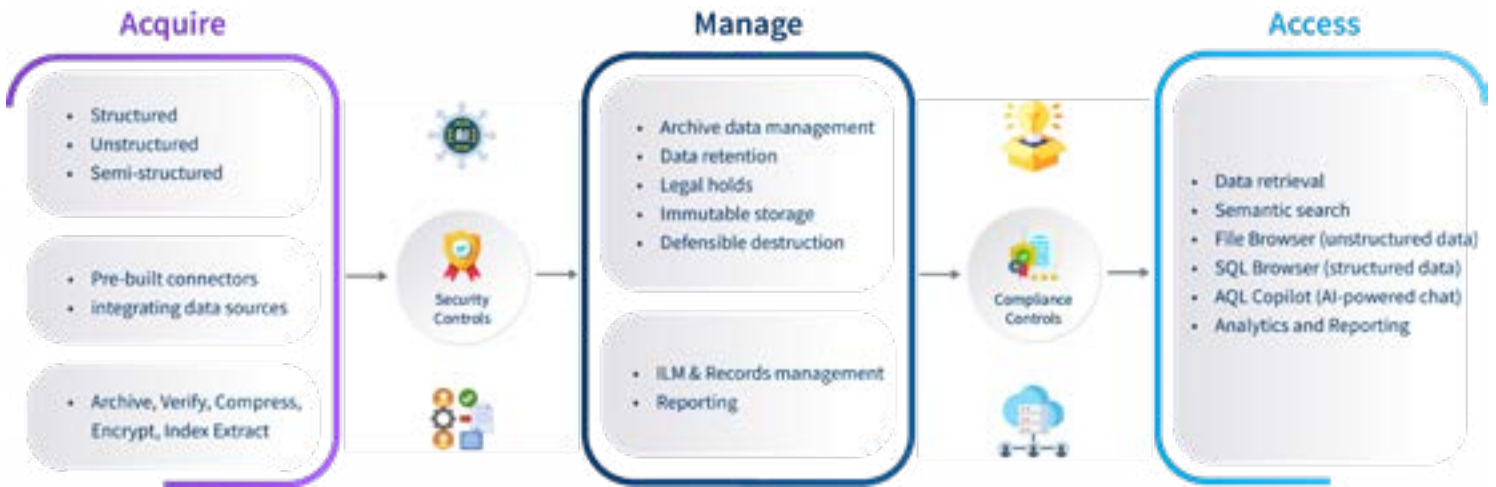 Acquire
Structured
Unstructured
Semi-structured
Pre-built connectors
integrating data sources
Archive, Verify, Compress,
Encrypt, Index Extract
Security
Controls
Manage
Archive data management
Data retention
Legal holds
Immutable storage
Defensible destruction
ILM & Records management
Reporting
Compliance
Controls
Access
Data retrieval
Semantic search
File Browser (unstructured data)
SQL Browser (structured data)
AQL Copilot (AI-powered chat)
Analytics and Reporting